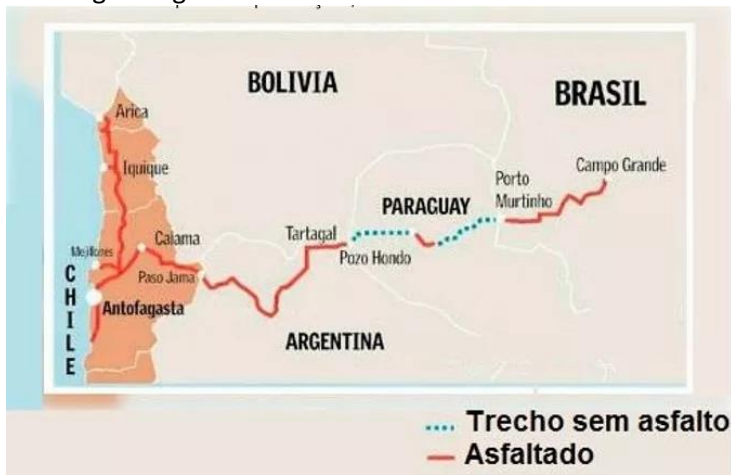 BOLIVIA
BRASIL
Arica
Iquique
Campo Grande
Porto
Murtinho
PARAGUAY
Tartagal
Pozo Hondo
Calama
Mejillones
Paso Jama
CHILE
Antofagasta
ARGENTINA
Trecho sem asfalto
Asfaltado